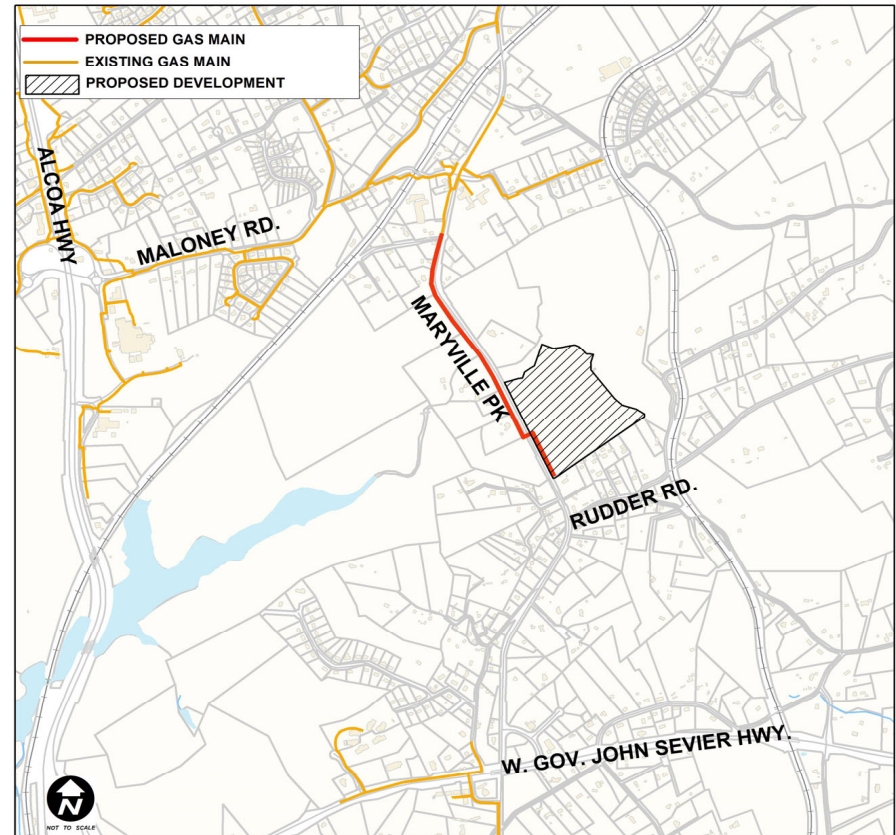 PROPOSED GAS MAIN
EXISTING GAS MAIN
PROPOSED DEVELOPMENT
ALCOA HWY
MALONEY RD.
MARYVILLE PK
RUDDER RD.
W. GOV. JOHN SEVIER HWY.
N
NOT TO SCALE